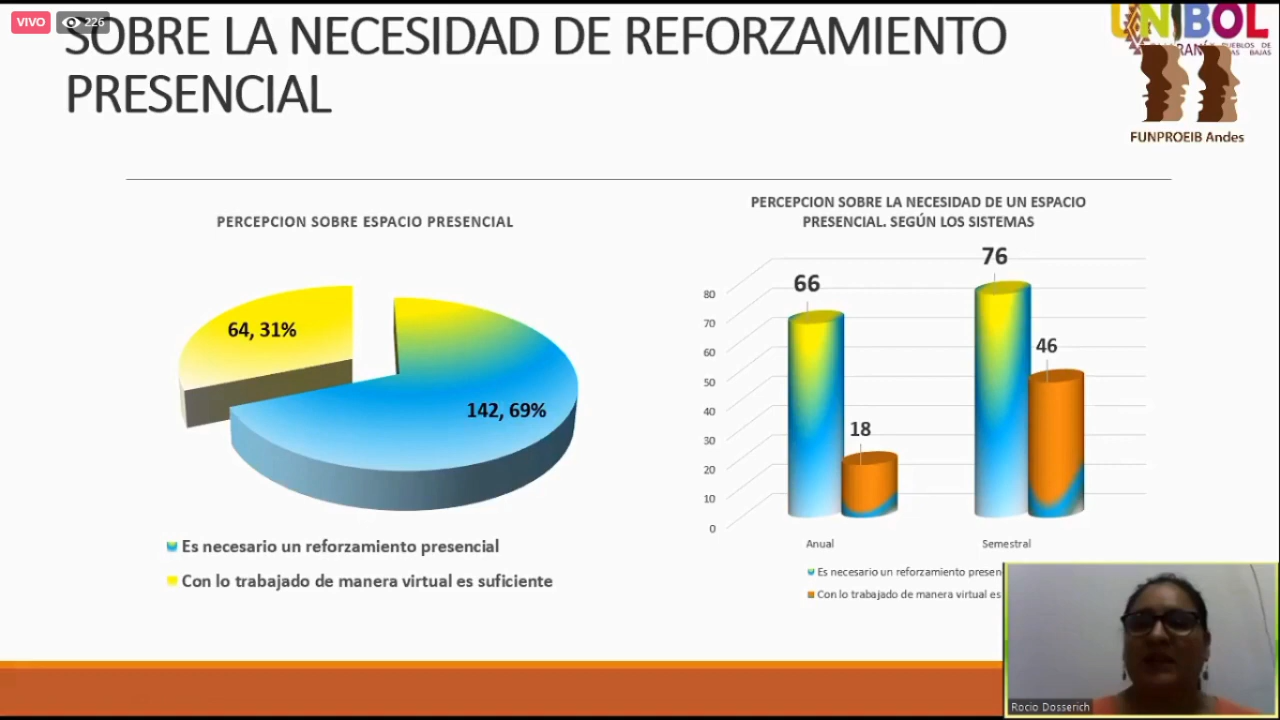 VIVO
226
SOBRE LA NECESIDAD DE REFORZAMIENTO
PRESENCIAL
UNIBOL
PUEBLOS DE
BAJAS
FUNPROEIB Andes
PERCEPCION SOBRE ESPACIO PRESENCIAL
64, 31%
142, 69%
Es necesario un reforzamiento presencial
Con lo trabajado de manera virtual es suficiente
PERCEPCION SOBRE LA NECESIDAD DE UN ESPACIO
PRESENCIAL. SEGÚN LOS SISTEMAS
80
70
60
50
40
30
20
10
0
66
18
76
46
Anual
Semestral
Es necesario un reforzamiento presen
Con lo trabajado de manera virtual es
Rocio Dosserich